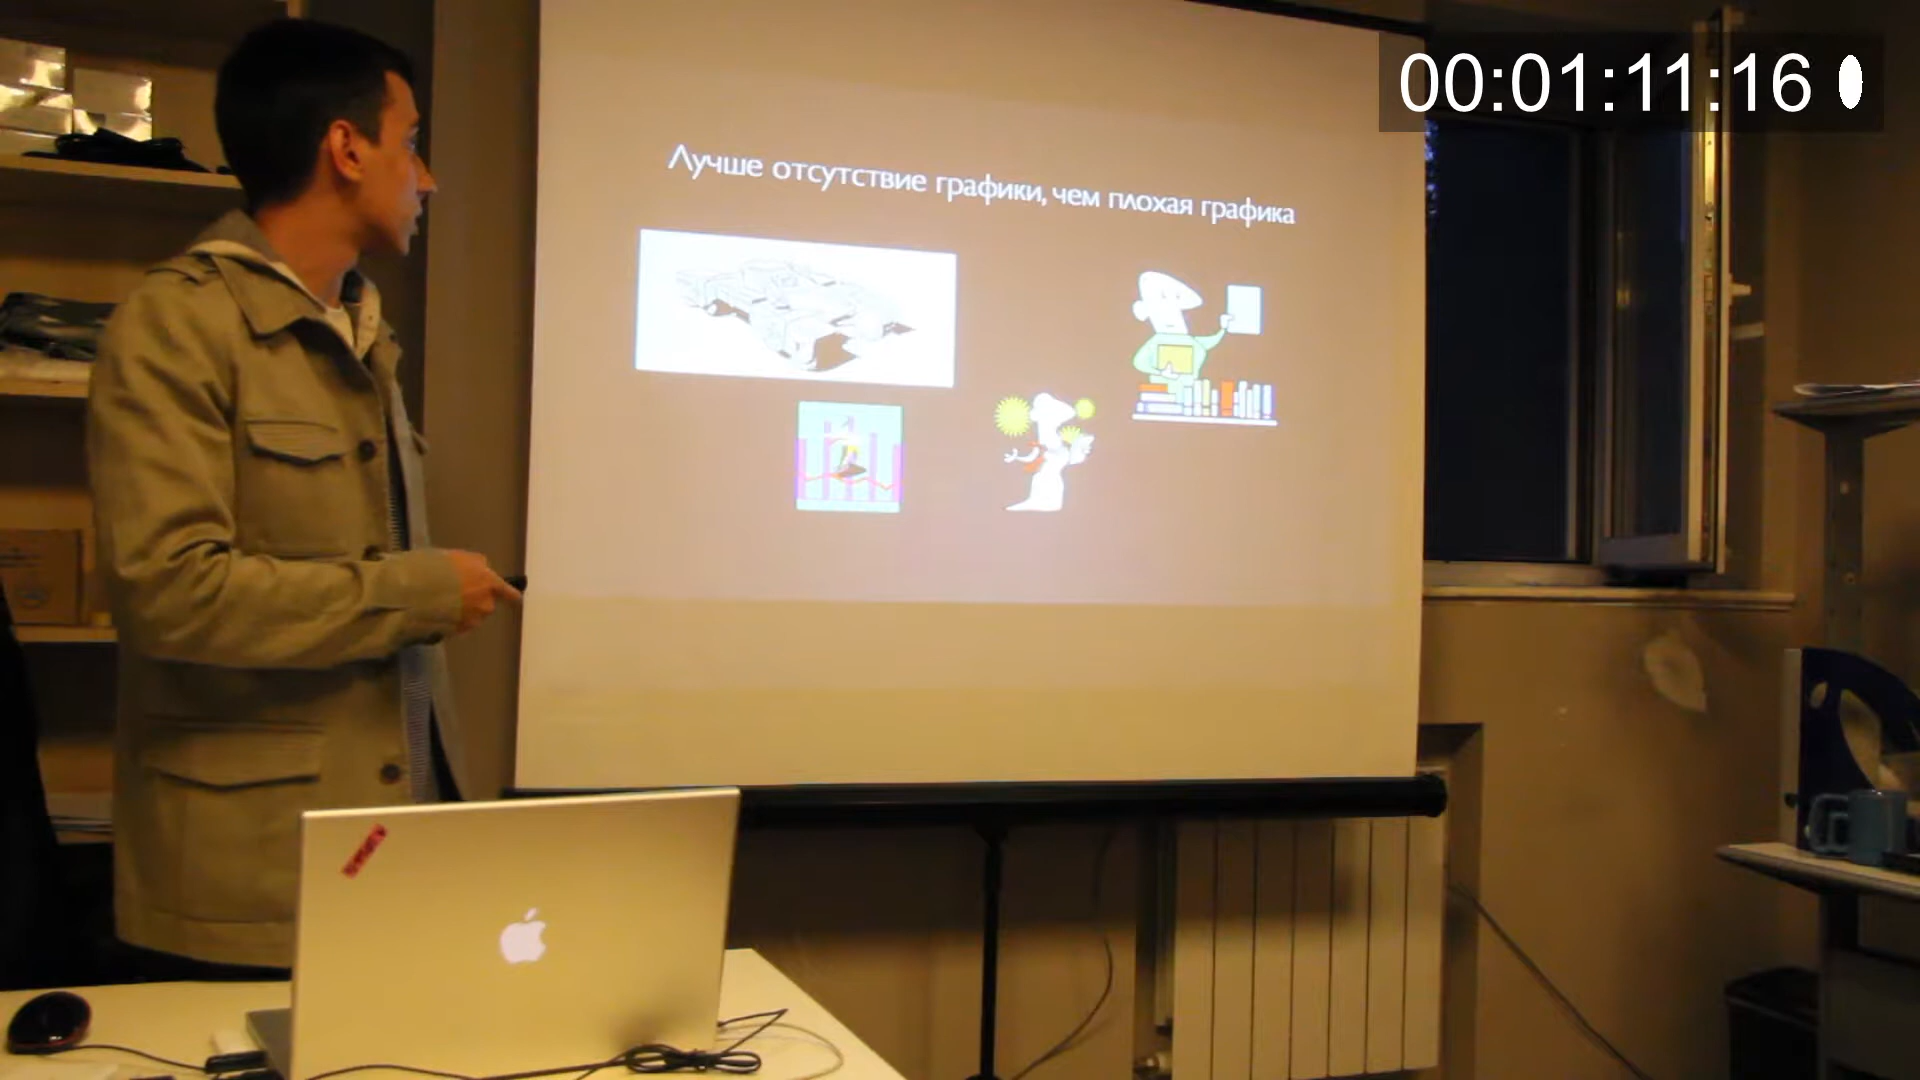 00:01:11:16
Лучше отсутствие графики, чем плохая графика